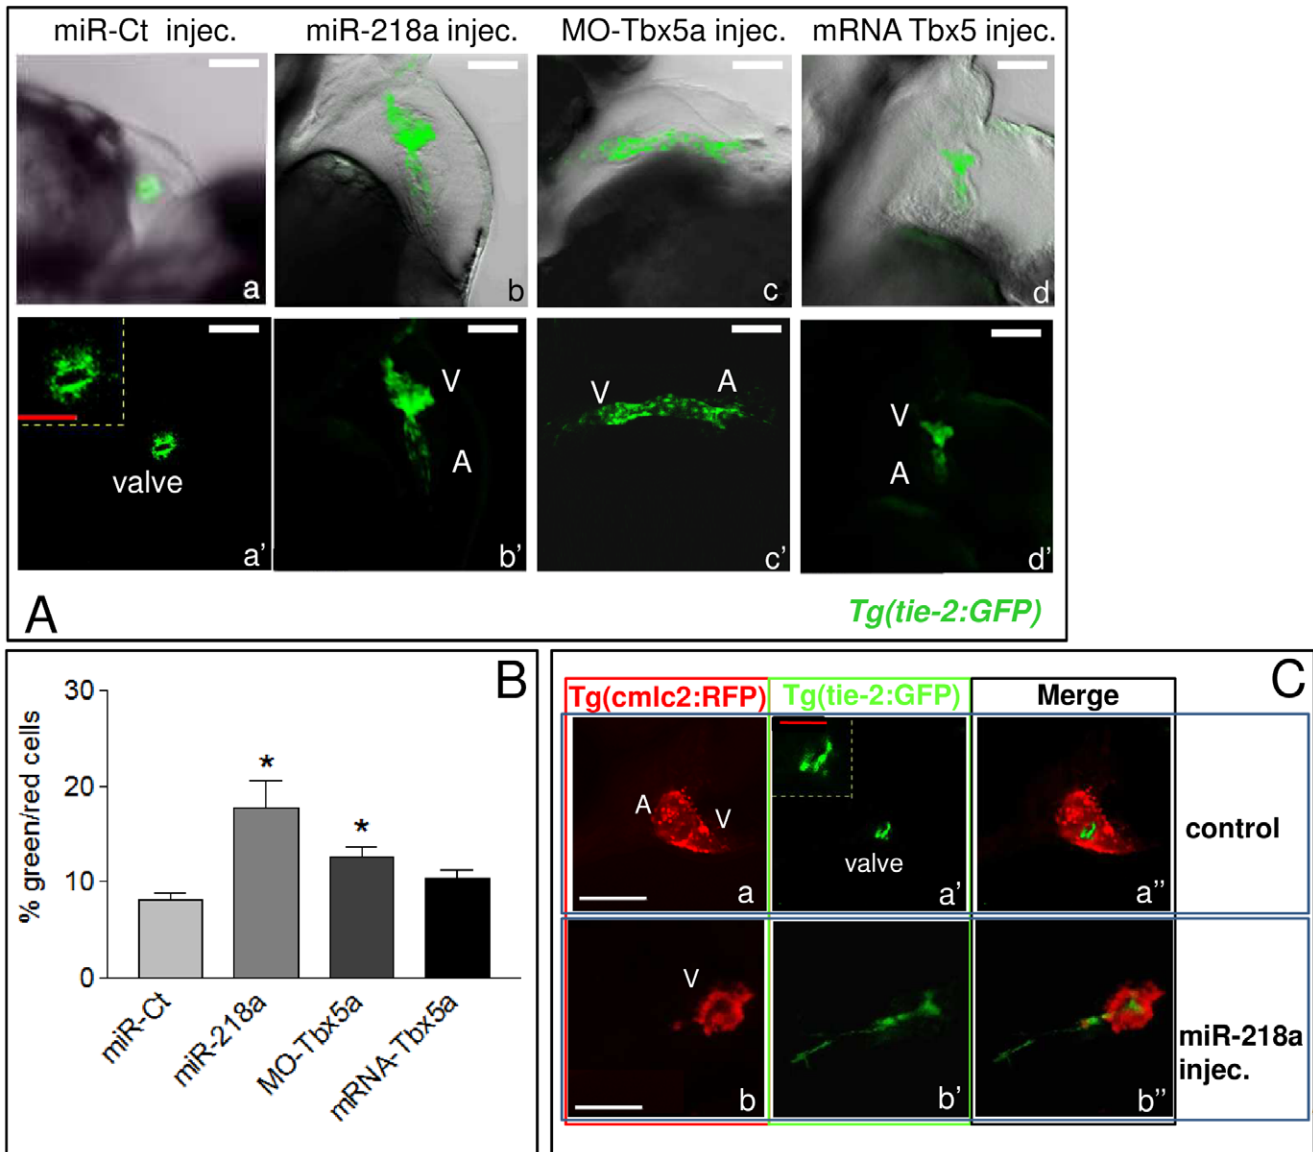 miR-Ct injec. miR-218a injec. MO-Tbx5a injec. mRNA Tbx5 injec.
a b c d
valve V A V A V A
a’ b’ c’ d’
A Tg(tie-2:GFP)
B
30
20
10
0
% green/red cells
* *
miR-Ct miR-218a MO-Tbx5a mRNA-Tbx5a
C
Tg(cmlc2:RFP) Tg(tie-2:GFP) Merge
A V valve control
a a’ a’’
V miR-218a
injec.
b b’ b’’